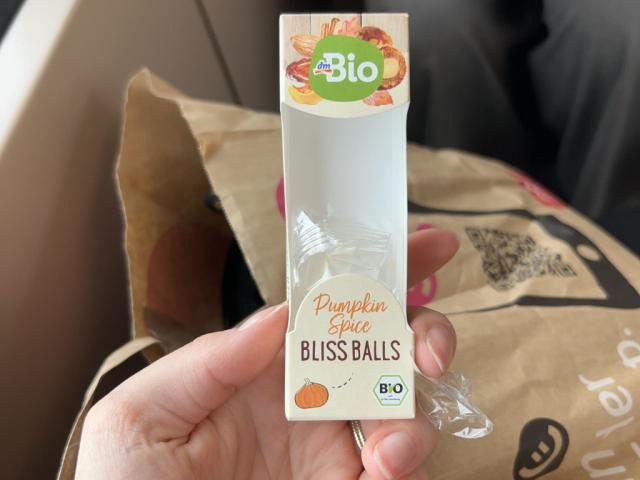 dm
Bio
Pumpkin
Spice
BLISS BALLS
BIO